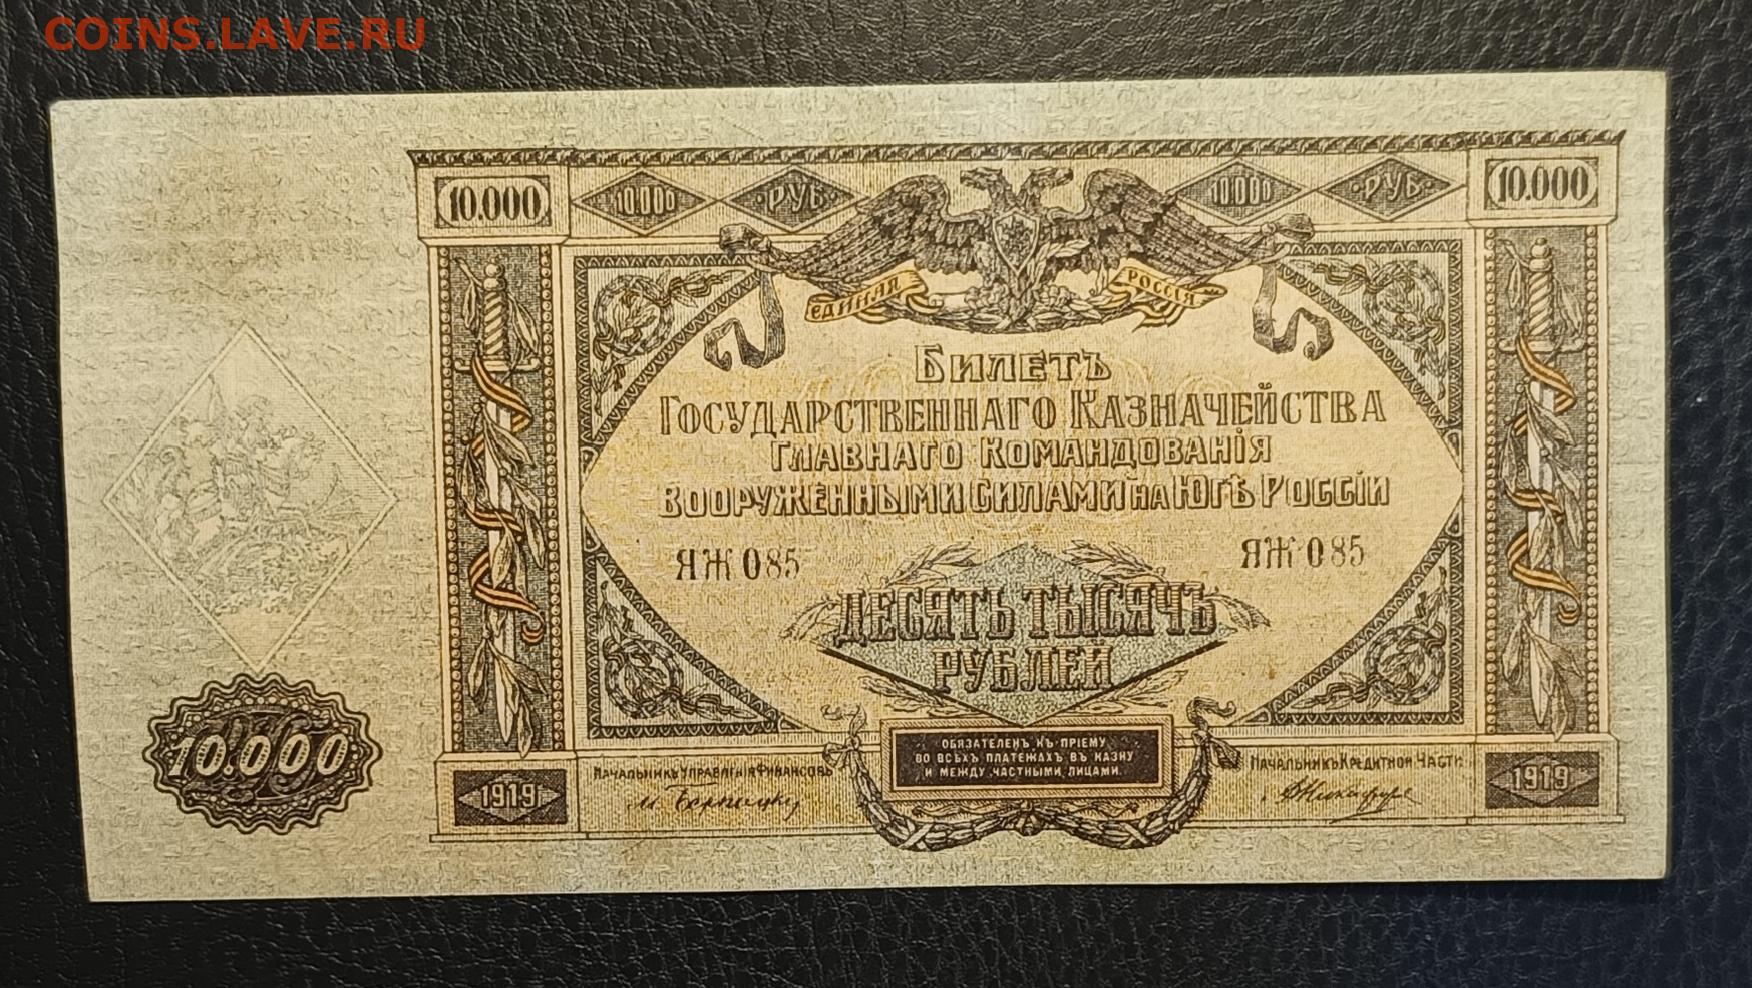 COINS.LAVE.RU
10.000 10.000 РУБ 10.000 РУБ 10.000
ЕДИНАЯ РОССІЯ
БИЛЕТЪ
ГОСУДАРСТВЕННАГО КАЗНАЧЕЙСТВА
ГЛАВНАГО КОМАНДОВАНІЯ
ВООРУЖЕННЫМИ СИЛАМИ НА ЮГѢ РОССІИ
ЯЖ 085 ЯЖ 085
ДЕСЯТЬ ТЫСЯЧЪ
РУБЛЕЙ
10.000
ОБЯЗАТЕЛЕНЪ КЪ ПРІЕМУ
ВО ВСѢХЪ ПЛАТЕЖАХЪ ВЪ КАЗНУ
И МЕЖДУ ЧАСТНЫМИ ЛИЦАМИ.
НАЧАЛЬНИКЪ УПРАВЛЕНІЯ ФИНАНСОВЪ
НАЧАЛЬНИКЪ КРЕДИТНОЙ ЧАСТИ
1919 1919